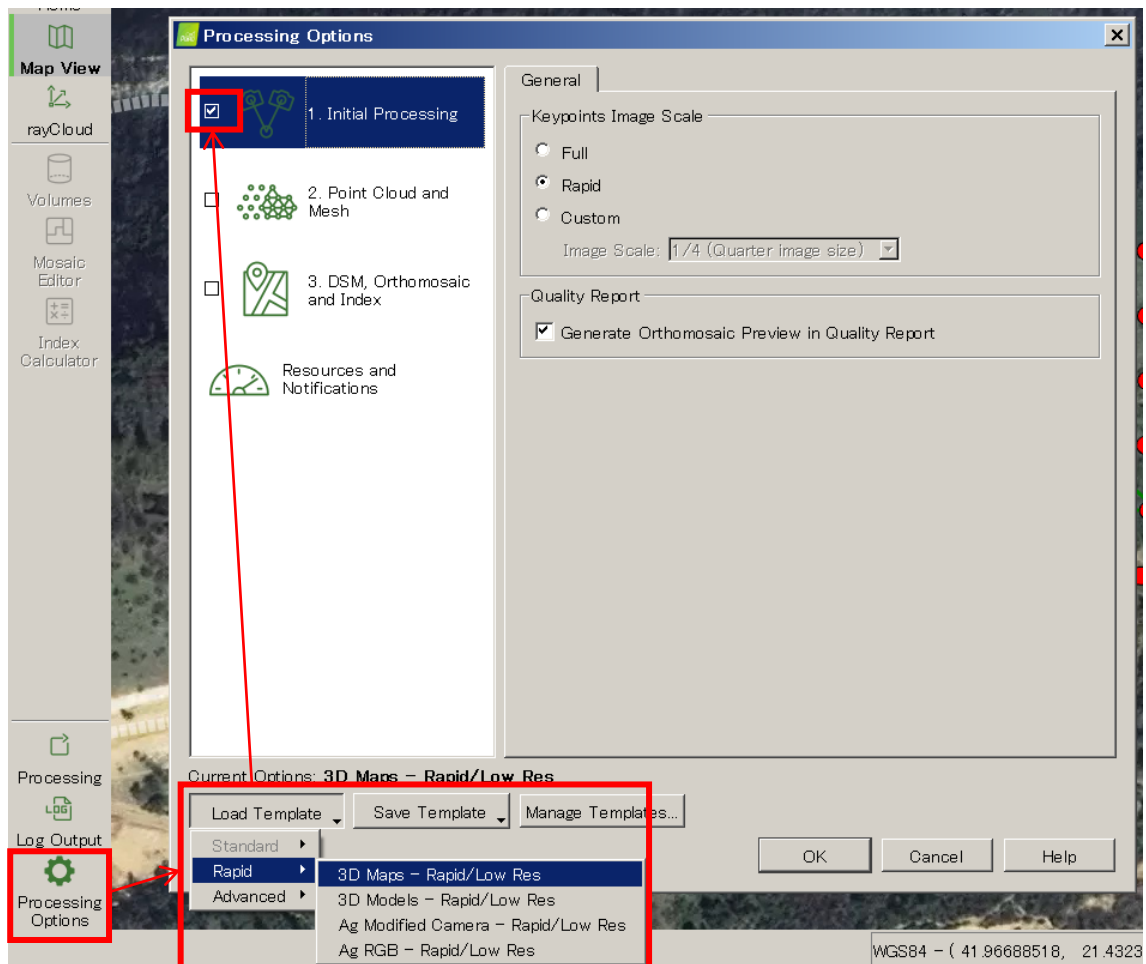 Map View
rayCloud
Volumes
Mosaic
Editor
Index
Calculator
Processing
LOG
Log Output
Processing
Options
Processing Options
1. Initial Processing
2. Point Cloud and
Mesh
3. DSM, Orthomosaic
and Index
Resources and
Notifications
General
Keypoints Image Scale
Full
Rapid
Custom
Image Scale: 1/4 (Quarter image size)
Quality Report
Generate Orthomosaic Preview in Quality Report
Current Options: 3D Maps - Rapid/Low Res
Load Template
Save Template
Manage Templates...
Standard
Rapid
Advanced
3D Maps - Rapid/Low Res
3D Models - Rapid/Low Res
Ag Modified Camera - Rapid/Low Res
Ag RGB - Rapid/Low Res
OK
Cancel
Help
WGS84 - ( 41.96688518, 21.4323